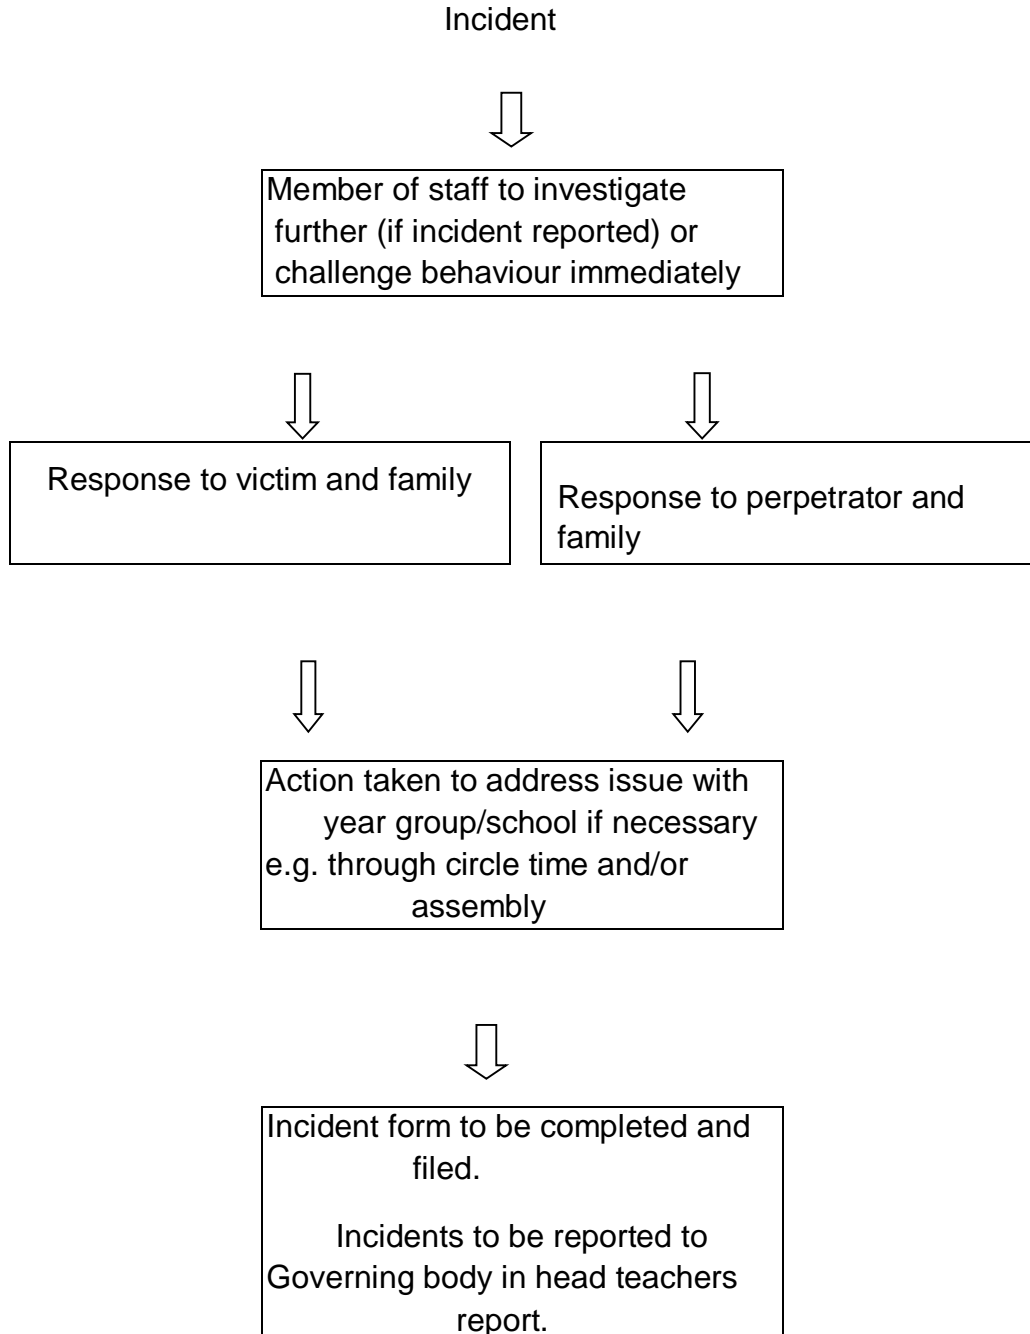 Incident
Member of staff to investigate
further (if incident reported) or
challenge behaviour immediately
Response to victim and family
Response to perpetrator and
family
Action taken to address issue with
year group/school if necessary
e.g. through circle time and/or
assembly
Incident form to be completed and
filed.
Incidents to be reported to
Governing body in head teachers
report.